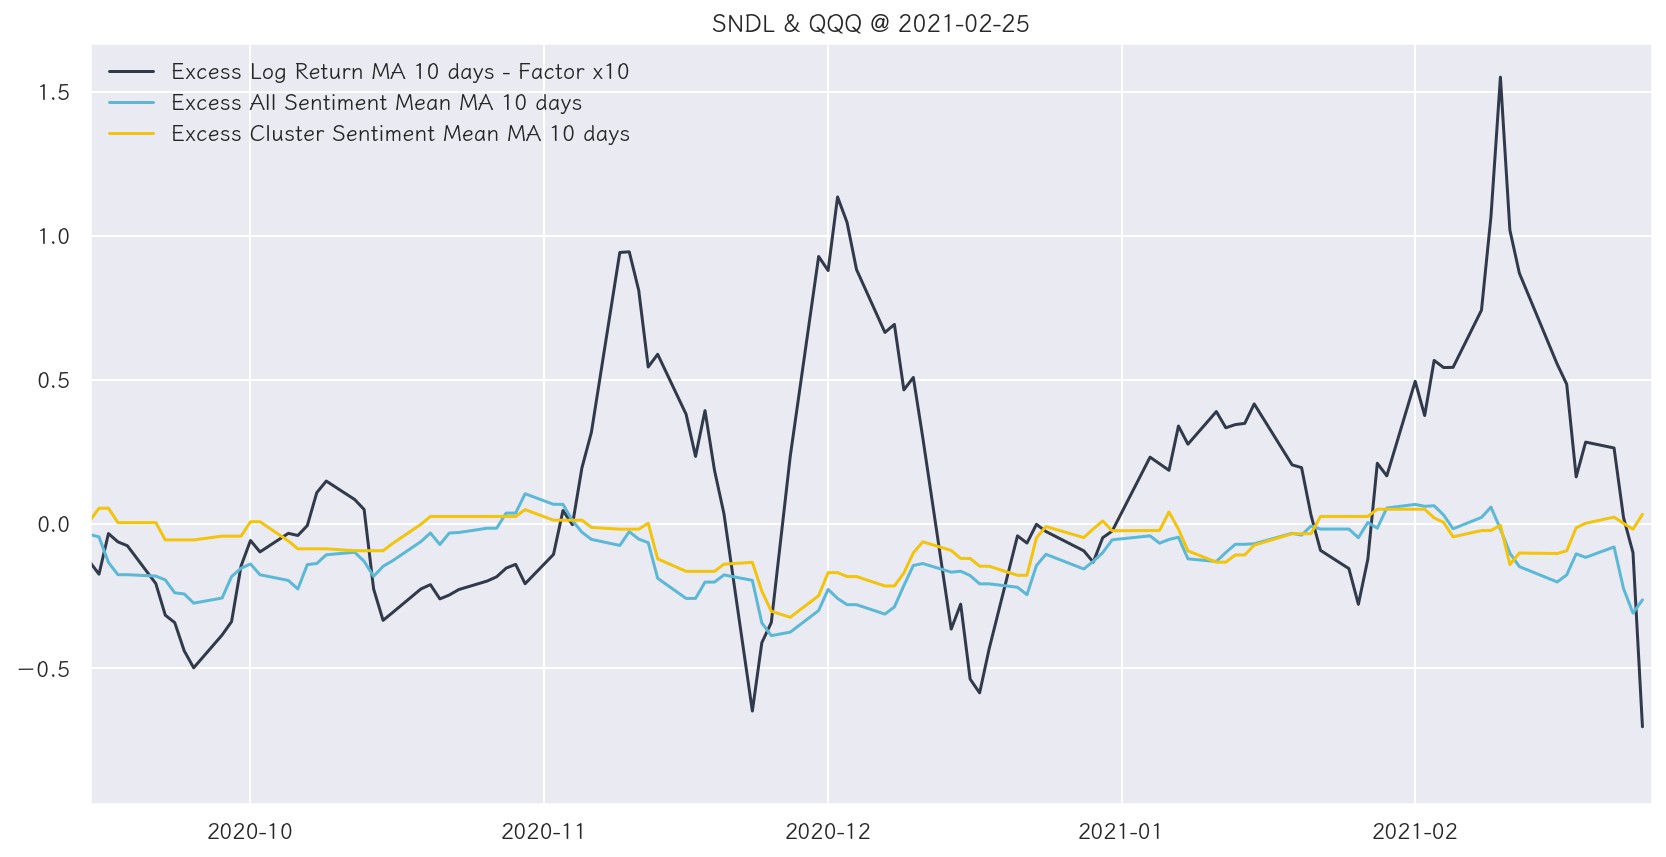 SNDL & QQQ @ 2021-02-25
Excess Log Return MA 10 days - Factor x10
Excess All Sentiment Mean MA 10 days
Excess Cluster Sentiment Mean MA 10 days
1.5
1.0
0.5
0.0
−0.5
2020-10 2020-11 2020-12 2021-01 2021-02